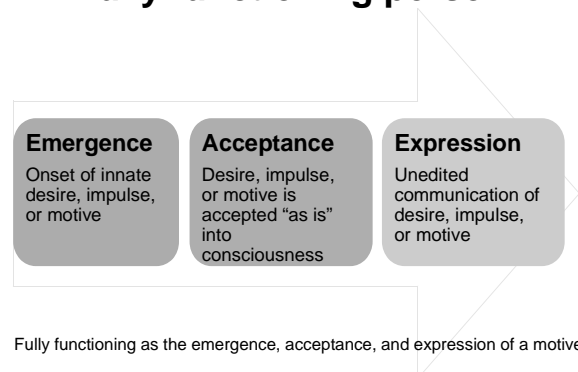 Emergence
Onset of innate
desire, impulse,
or motive
Acceptance
Desire, impulse,
or motive is
accepted “as is”
into
consciousness
Expression
Unedited
communication of
desire, impulse,
or motive
Fully functioning as the emergence, acceptance, and expression of a motive